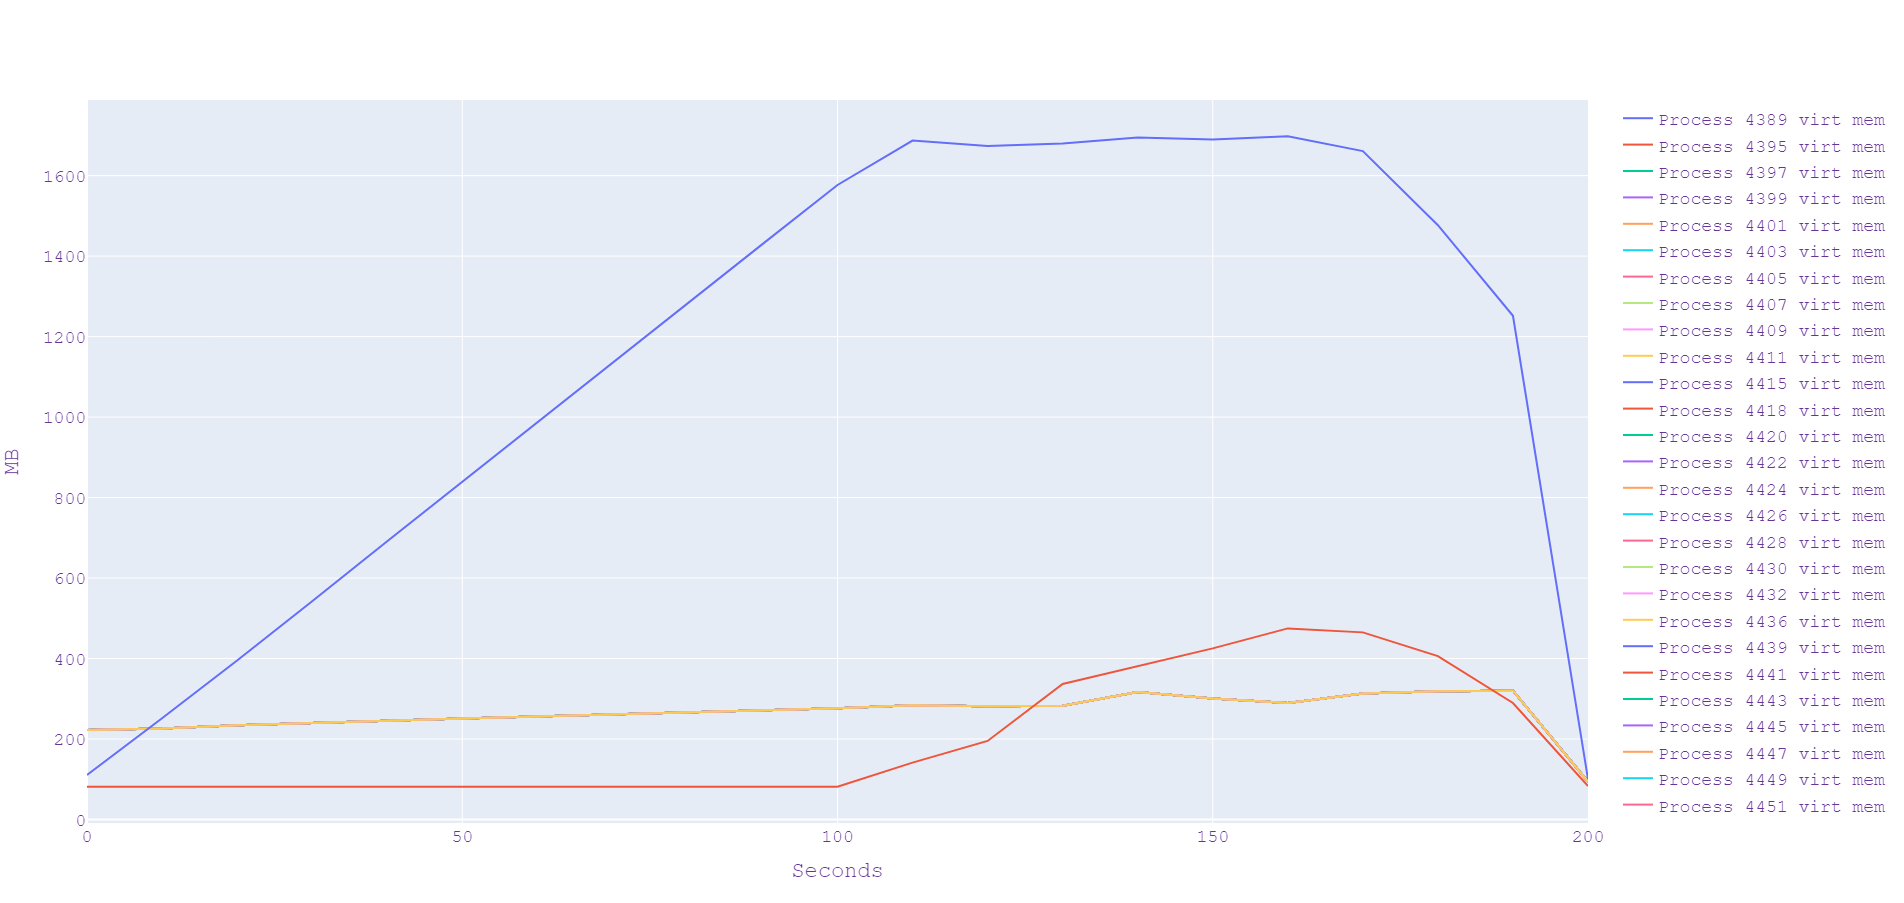 MB
1600
1400
1200
1000
800
600
400
200
0
0 50 100 150 200
Seconds
Process 4389 virt mem
Process 4395 virt mem
Process 4397 virt mem
Process 4399 virt mem
Process 4401 virt mem
Process 4403 virt mem
Process 4405 virt mem
Process 4407 virt mem
Process 4409 virt mem
Process 4411 virt mem
Process 4415 virt mem
Process 4418 virt mem
Process 4420 virt mem
Process 4422 virt mem
Process 4424 virt mem
Process 4426 virt mem
Process 4428 virt mem
Process 4430 virt mem
Process 4432 virt mem
Process 4436 virt mem
Process 4439 virt mem
Process 4441 virt mem
Process 4443 virt mem
Process 4445 virt mem
Process 4447 virt mem
Process 4449 virt mem
Process 4451 virt mem